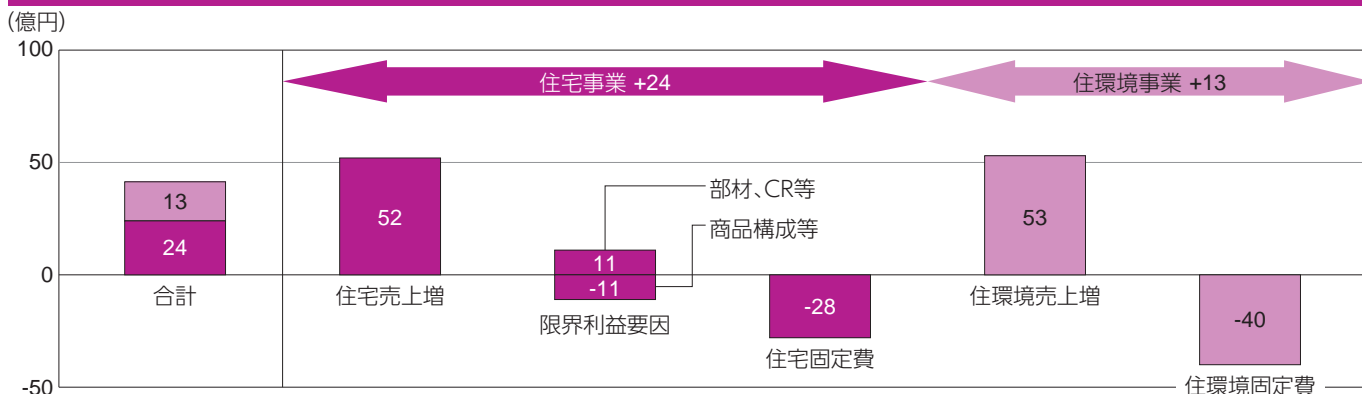 (億円)
100
50
0
-50
住宅事業 +24
住環境事業 +13
13
24
合計
52
住宅売上増
部材、CR等
商品構成等
11
-11
限界利益要因
-28
住宅固定費
53
住環境売上増
-40
住環境固定費